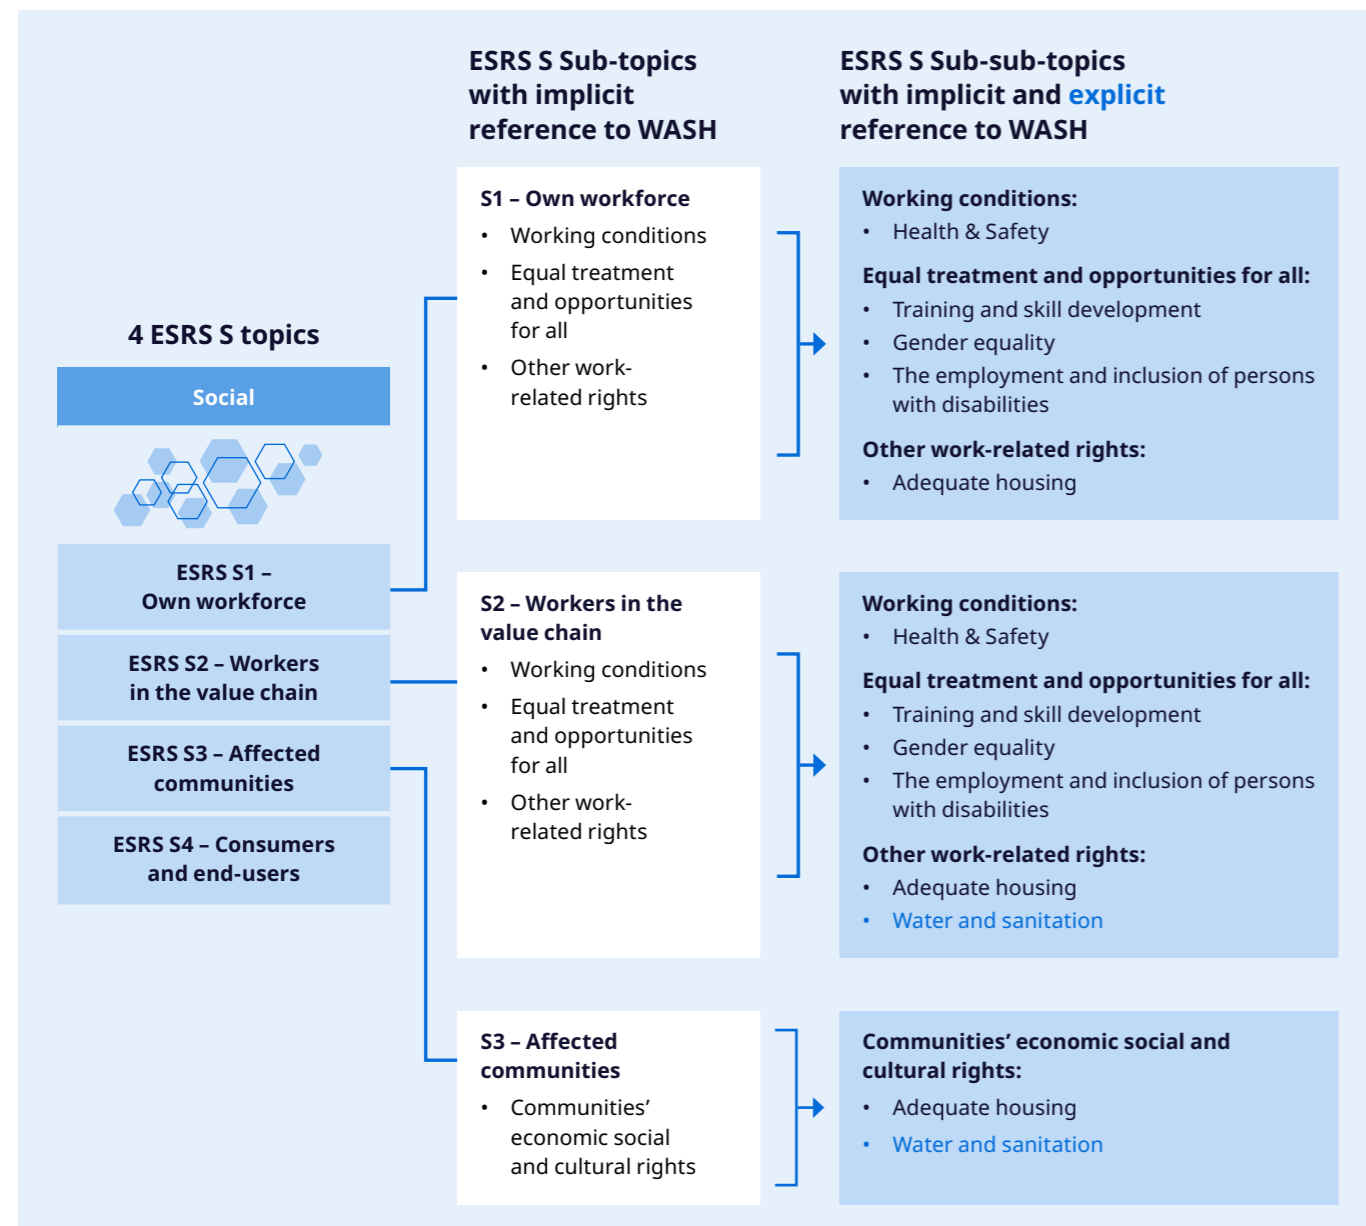 ESRS S Sub-topics
with implicit
reference to WASH
ESRS S Sub-sub-topics
with implicit and explicit
reference to WASH
4 ESRS S topics
Social
ESRS S1 –
Own workforce
ESRS S2 – Workers
in the value chain
ESRS S3 – Affected
communities
ESRS S4 – Consumers
and end-users
S1 – Own workforce
• Working conditions
• Equal treatment
and opportunities
for all
• Other work-
related rights
Working conditions:
• Health & Safety
Equal treatment and opportunities for all:
• Training and skill development
• Gender equality
• The employment and inclusion of persons
with disabilities
Other work-related rights:
• Adequate housing
S2 – Workers in the
value chain
• Working conditions
• Equal treatment
and opportunities
for all
• Other work-
related rights
Working conditions:
• Health & Safety
Equal treatment and opportunities for all:
• Training and skill development
• Gender equality
• The employment and inclusion of persons
with disabilities
Other work-related rights:
• Adequate housing
• Water and sanitation
S3 – Affected
communities
• Communities’
economic social
and cultural rights
Communities’ economic social and
cultural rights:
• Adequate housing
• Water and sanitation